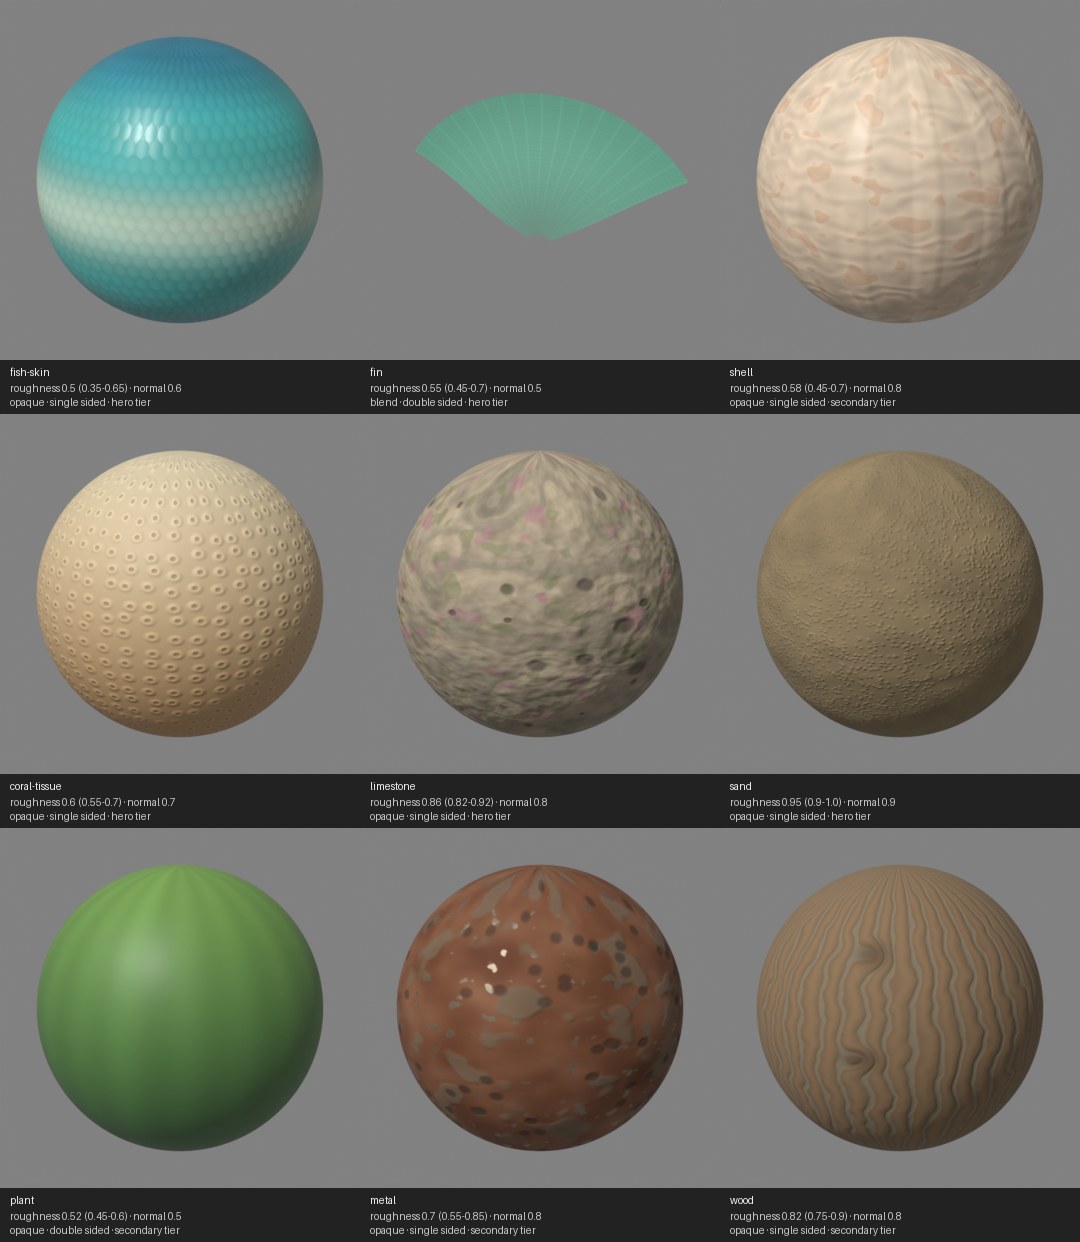 fish-skin
roughness 0.5 (0.35-0.65) · normal 0.6
opaque · single sided · hero tier
fin
roughness 0.55 (0.45-0.7) · normal 0.5
blend · double sided · hero tier
shell
roughness 0.58 (0.45-0.7) · normal 0.8
opaque · single sided · secondary tier
coral-tissue
roughness 0.6 (0.55-0.7) · normal 0.7
opaque · single sided · hero tier
limestone
roughness 0.86 (0.82-0.92) · normal 0.8
opaque · single sided · hero tier
sand
roughness 0.95 (0.9-1.0) · normal 0.9
opaque · single sided · hero tier
plant
roughness 0.52 (0.45-0.6) · normal 0.5
opaque · double sided · secondary tier
metal
roughness 0.7 (0.55-0.85) · normal 0.8
opaque · single sided · secondary tier
wood
roughness 0.82 (0.75-0.9) · normal 0.8
opaque · single sided · secondary tier